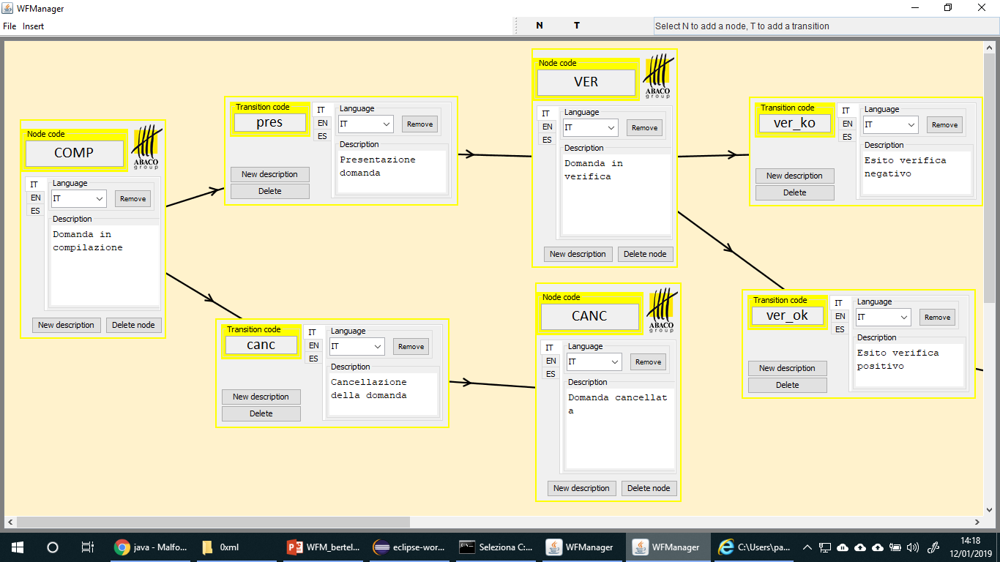 WFManager
File Insert
N T Select N to add a node, T to add a transition
Node code
COMP
ABACO
group
IT
EN
ES
Language
IT
Remove
Description
Domanda in
compilazione
New description Delete node
Transition code
pres
IT
EN
ES
Language
IT
Remove
Description
Presentazione
domanda
New description
Delete
Transition code
canc
IT
EN
ES
Language
IT
Remove
Description
Cancellazione
della domanda
New description
Delete
Node code
VER
ABACO
group
IT
EN
ES
Language
IT
Remove
Description
Domanda in
verifica
New description Delete node
Node code
CANC
ABACO
group
IT
EN
ES
Language
IT
Remove
Description
Domanda cancellat
a
New description Delete node
Transition code
ver_ko
IT
EN
ES
Language
IT
Remove
Description
Esito verifica
negativo
New description
Delete
Transition code
ver_ok
IT
EN
ES
Language
IT
Remove
Description
Esito verifica
positivo
New description
Delete
java - Malfo... 0xml WFM_bertel... eclipse-wor... Seleziona C:... WFManager WFManager C:\Users\pa...
14:18
12/01/2019